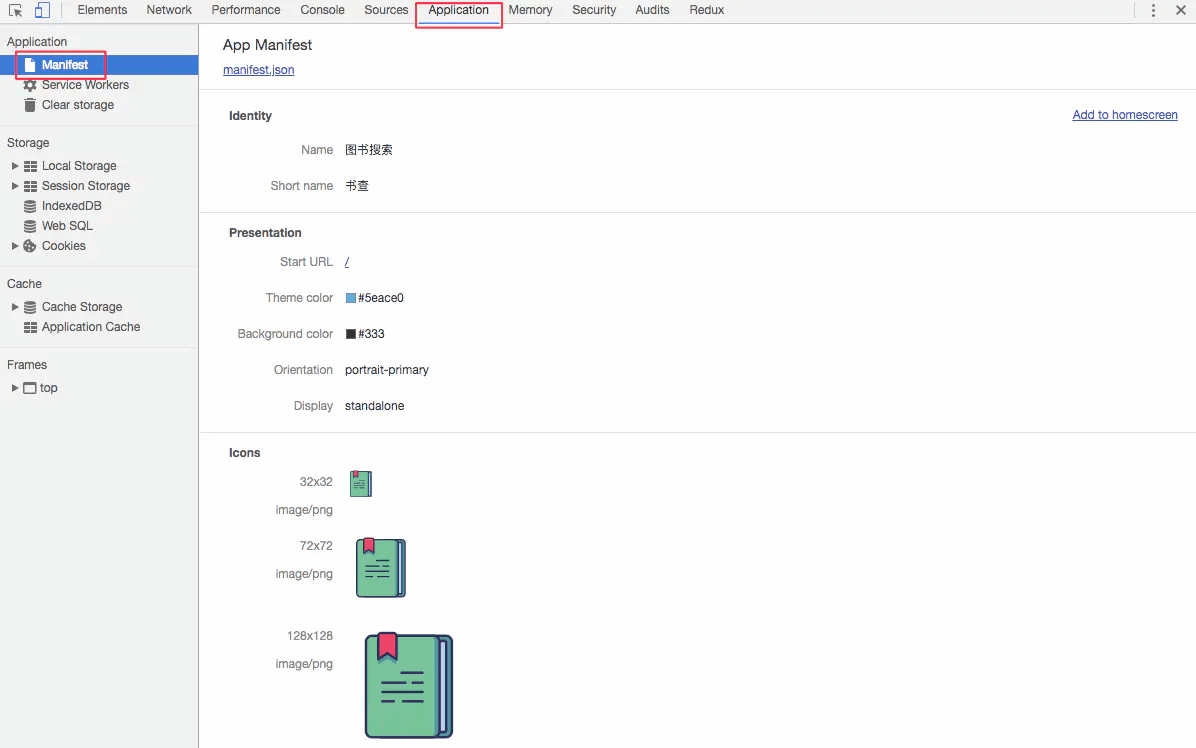 Elements Network Performance Console Sources Application Memory Security Audits Redux
Application
Manifest
Service Workers
Clear storage
Storage
Local Storage
Session Storage
IndexedDB
Web SQL
Cookies
Cache
Cache Storage
Application Cache
Frames
top
App Manifest
manifest.json
Identity
Add to homescreen
Name 图书搜索
Short name 书查
Presentation
Start URL /
Theme color #5eace0
Background color #333
Orientation portrait-primary
Display standalone
Icons
32x32
image/png
72x72
image/png
128x128
image/png